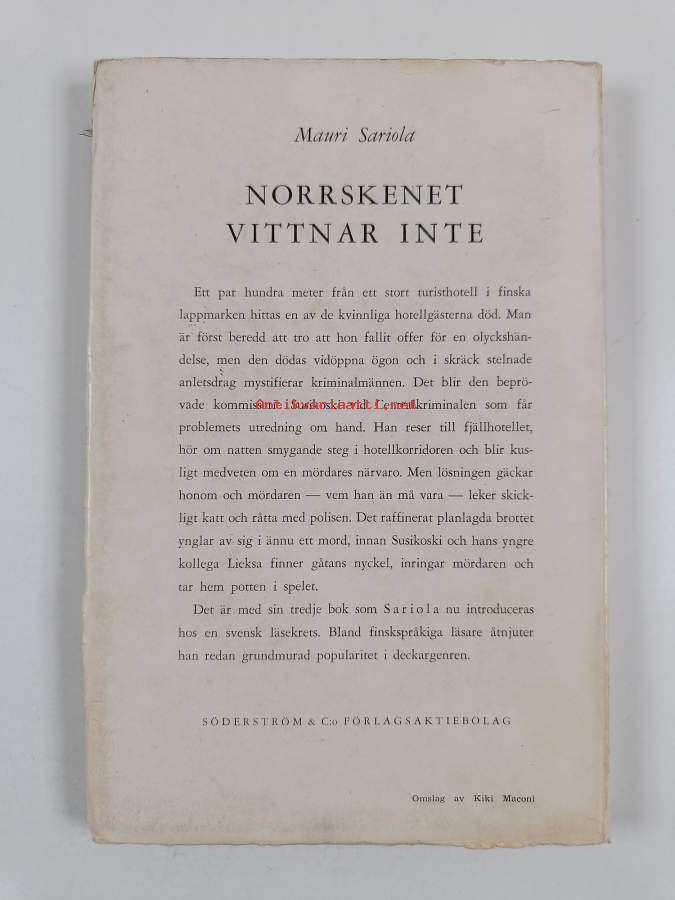 Mauri Sariola
NORRSKENET
VITTNAR INTE
Ett par hundra meter från ett stort turisthotell i finska
lappmarken hittas en av de kvinnliga hotellgästerna död. Man
är först beredd att tro att hon fallit offer för en olyckshän-
delse, men den dödas vidöppna ögon och i skräck stelnade
anletsdrag mystifierar kriminalmännen. Det blir den beprö-
vade kommissarie Susikoski vid Centralkriminalen som får
problemets utredning om hand. Han reser till fjällhotellet,
hör om natten smygande steg i hotellkorridoren och blir kus-
ligt medveten om en mördares närvaro. Men lösningen gäckar
honom och mördaren — vem han än må vara — leker skick-
ligt katt och råtta med polisen. Det raffinerat planlagda brottet
ynglar av sig i ännu ett mord, innan Susikoski och hans yngre
kollega Lieksa finner gåtans nyckel, inringar mördaren och
tar hem potten i spelet.
Det är med sin tredje bok som Sariola nu introduceras
hos en svensk läsekrets. Bland finskspråkiga läsare åtnjuter
han redan grundmurad popularitet i deckargenren.
SÖDERSTRÖM & C:o FÖRLAGSAKTIEBOLAG
Omslag av Kiki Maconi